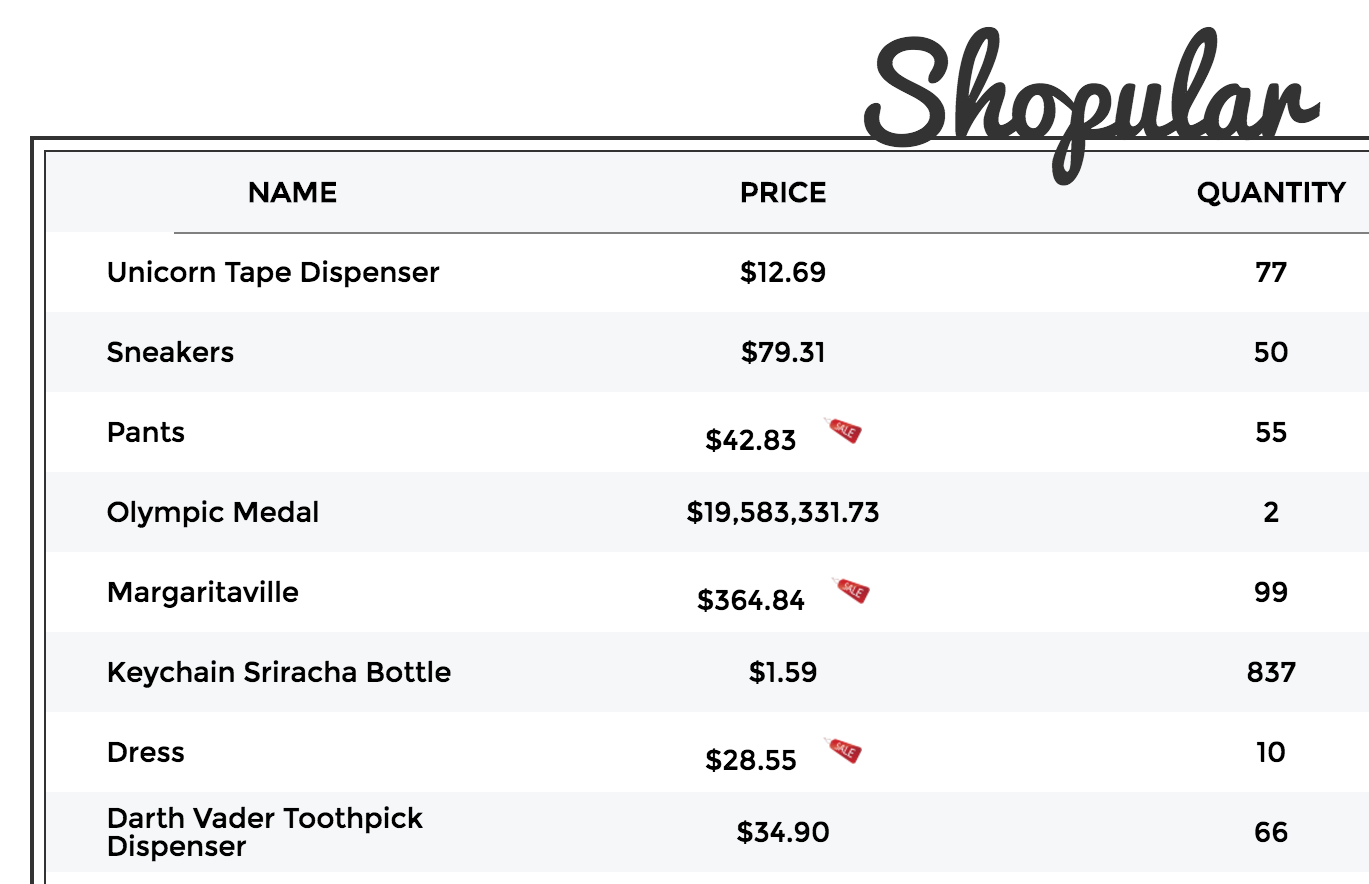 Shopular
NAME PRICE QUANTITY
Unicorn Tape Dispenser $12.69 77
Sneakers $79.31 50
Pants $42.83 SALE 55
Olympic Medal $19,583,331.73 2
Margaritaville $364.84 SALE 99
Keychain Sriracha Bottle $1.59 837
Dress $28.55 SALE 10
Darth Vader Toothpick
Dispenser $34.90 66